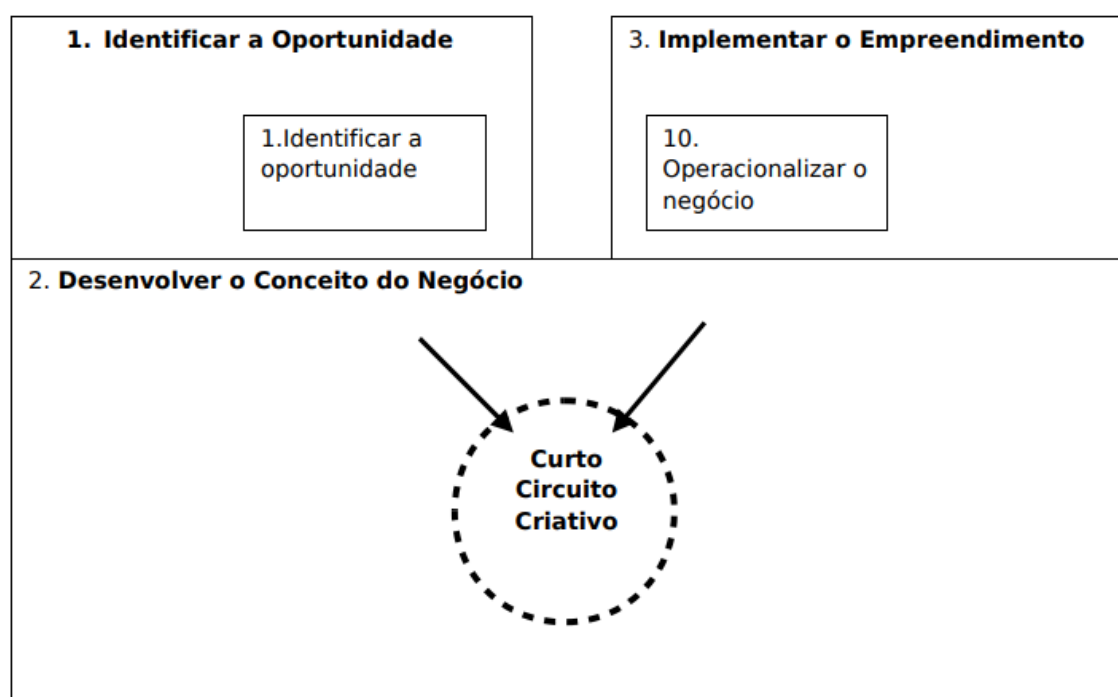 1. Identificar a Oportunidade
1.Identificar a
oportunidade
3. Implementar o Empreendimento
10.
Operacionalizar o
negócio
2. Desenvolver o Conceito do Negócio
Curto
Circuito
Criativo